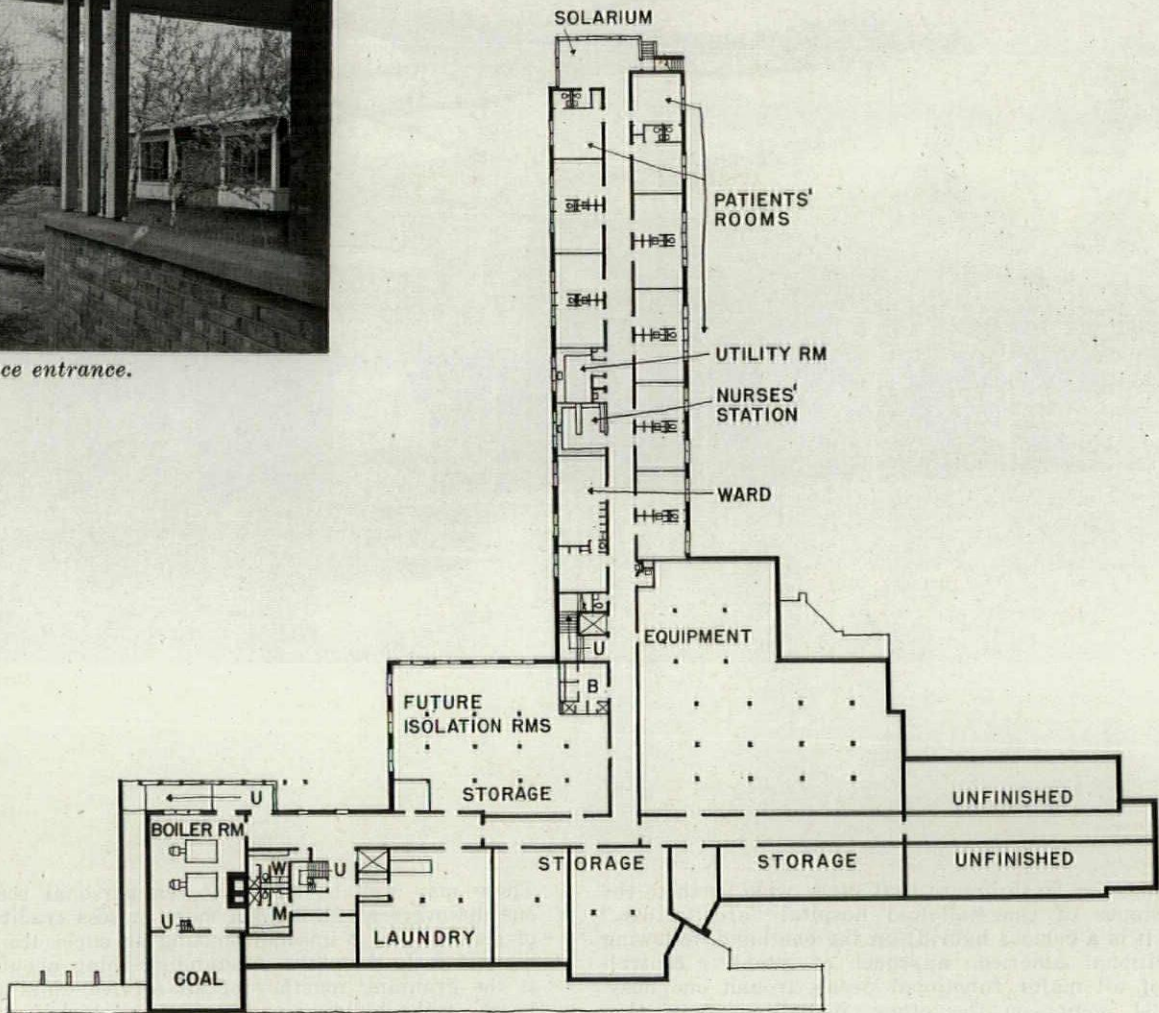 SOLARIUM
ce entrance.
PATIENTS'
ROOMS
UTILITY RM
NURSES'
STATION
WARD
U
EQUIPMENT
B
FUTURE
ISOLATION RMS
STORAGE
U
UNFINISHED
BOILER RM
W
U
STORAGE
STORAGE
UNFINISHED
M
U
LAUNDRY
COAL